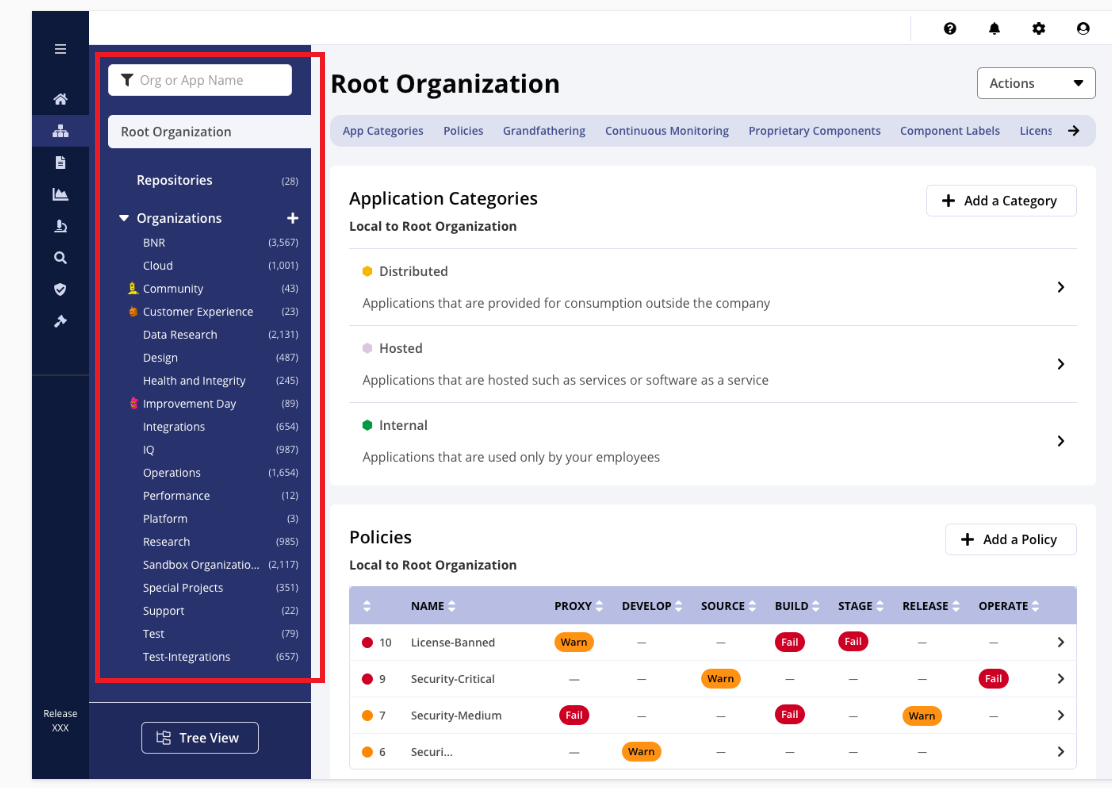 Org or App Name
Root Organization
Repositories (28)
Organizations
BNR (3,567)
Cloud (1,001)
Community (43)
Customer Experience (23)
Data Research (2,131)
Design (487)
Health and Integrity (245)
Improvement Day (89)
Integrations (654)
IQ (987)
Operations (1,654)
Performance (12)
Platform (3)
Research (985)
Sandbox Organizatio... (2,117)
Special Projects (351)
Support (22)
Test (79)
Test-Integrations (657)
Release
XXX
Tree View
Root Organization
Actions
App Categories Policies Grandfathering Continuous Monitoring Proprietary Components Component Labels Licens
Application Categories
Add a Category
Local to Root Organization
Distributed
Applications that are provided for consumption outside the company
Hosted
Applications that are hosted such as services or software as a service
Internal
Applications that are used only by your employees
Policies
Add a Policy
Local to Root Organization
NAME PROXY DEVELOP SOURCE BUILD STAGE RELEASE OPERATE
10 License-Banned Warn — — Fail Fail — —
9 Security-Critical — — Warn — — — Fail
7 Security-Medium Fail — — Fail — Warn —
6 Securi... — Warn — — — —